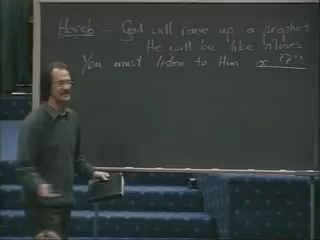 Horeb – God will raise up a prophet
He will be like Moses
You must listen to Him or ??!!